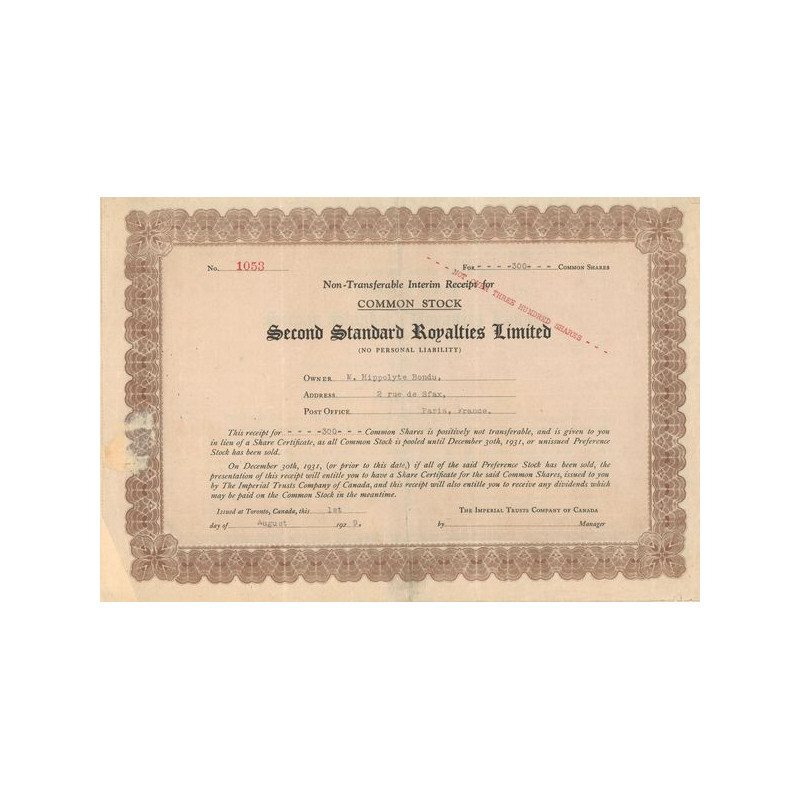 No. 1053
For - - - -300- - - Common Shares
- - - NOT OVER THREE HUNDRED SHARES - - -
Non-Transferable Interim Receipt for
COMMON STOCK
Second Standard Royalties Limited
(NO PERSONAL LIABILITY)
Owner M. Hippolyte Bondu,
Address 2 rue de Sfax,
Post Office Paris, France.
This receipt for - - - -300- - - Common Shares is positively not transferable, and is given to you
in lieu of a Share Certificate, as all Common Stock is pooled until December 30th, 1931, or unissued Preference
Stock has been sold.
On December 30th, 1931, (or prior to this date,) if all of the said Preference Stock has been sold, the
presentation of this receipt will entitle you to have a Share Certificate for the said Common Shares, issued to you
by The Imperial Trusts Company of Canada, and this receipt will also entitle you to receive any dividends which
may be paid on the Common Stock in the meantime.
Issued at Toronto, Canada, this 1st
The Imperial Trusts Company of Canada
day of August 1929.
by Manager